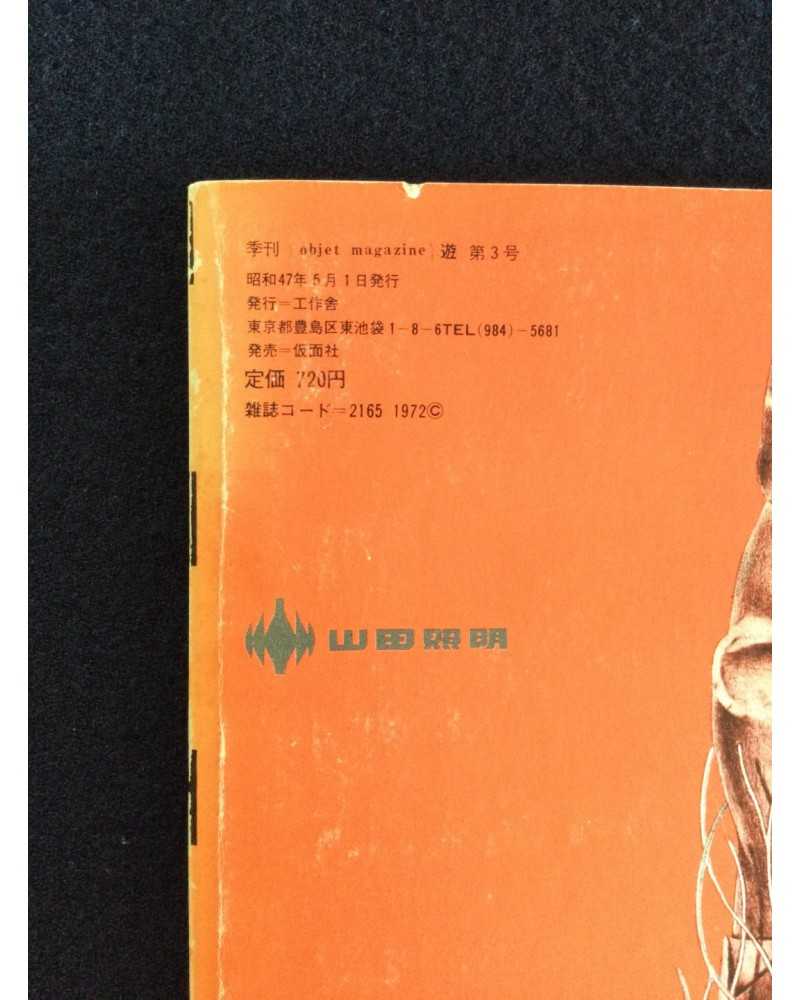 季刊〔objet magazine〕遊 第3号
昭和47年5月1日発行
発行=工作舎
東京都豊島区東池袋1-8-6TEL(984)-5681
発売=仮面社
定価 720円
雑誌コード=2165 1972©
山田照明